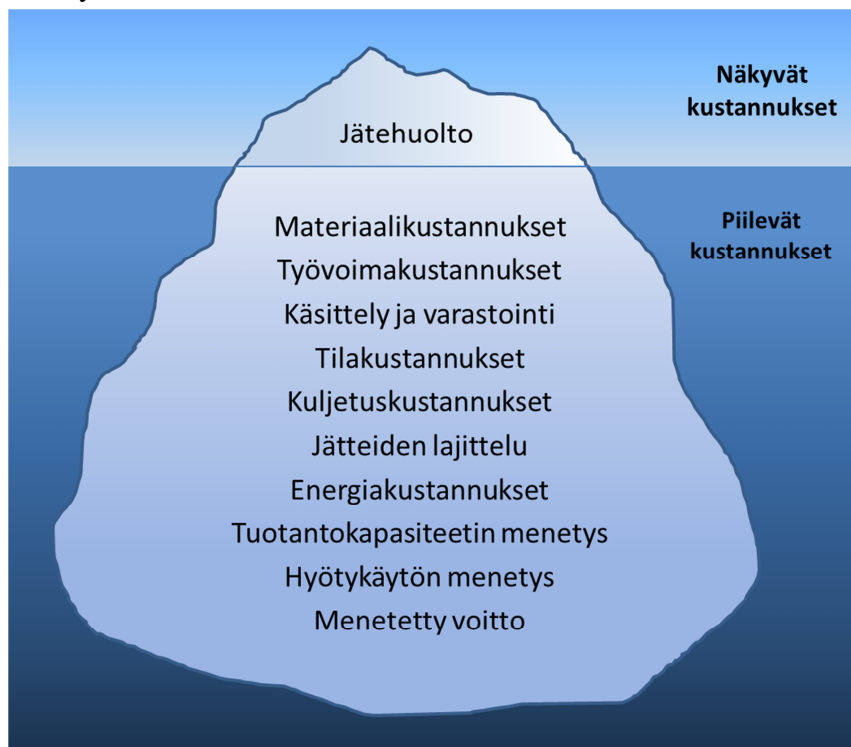 Näkyvät
kustannukset
Jätehuolto
Piilevät
kustannukset
Materiaalikustannukset
Työvoimakustannukset
Käsittely ja varastointi
Tilakustannukset
Kuljetuskustannukset
Jätteiden lajittelu
Energiakustannukset
Tuotantokapasiteetin menetys
Hyötykäytön menetys
Menetetty voitto